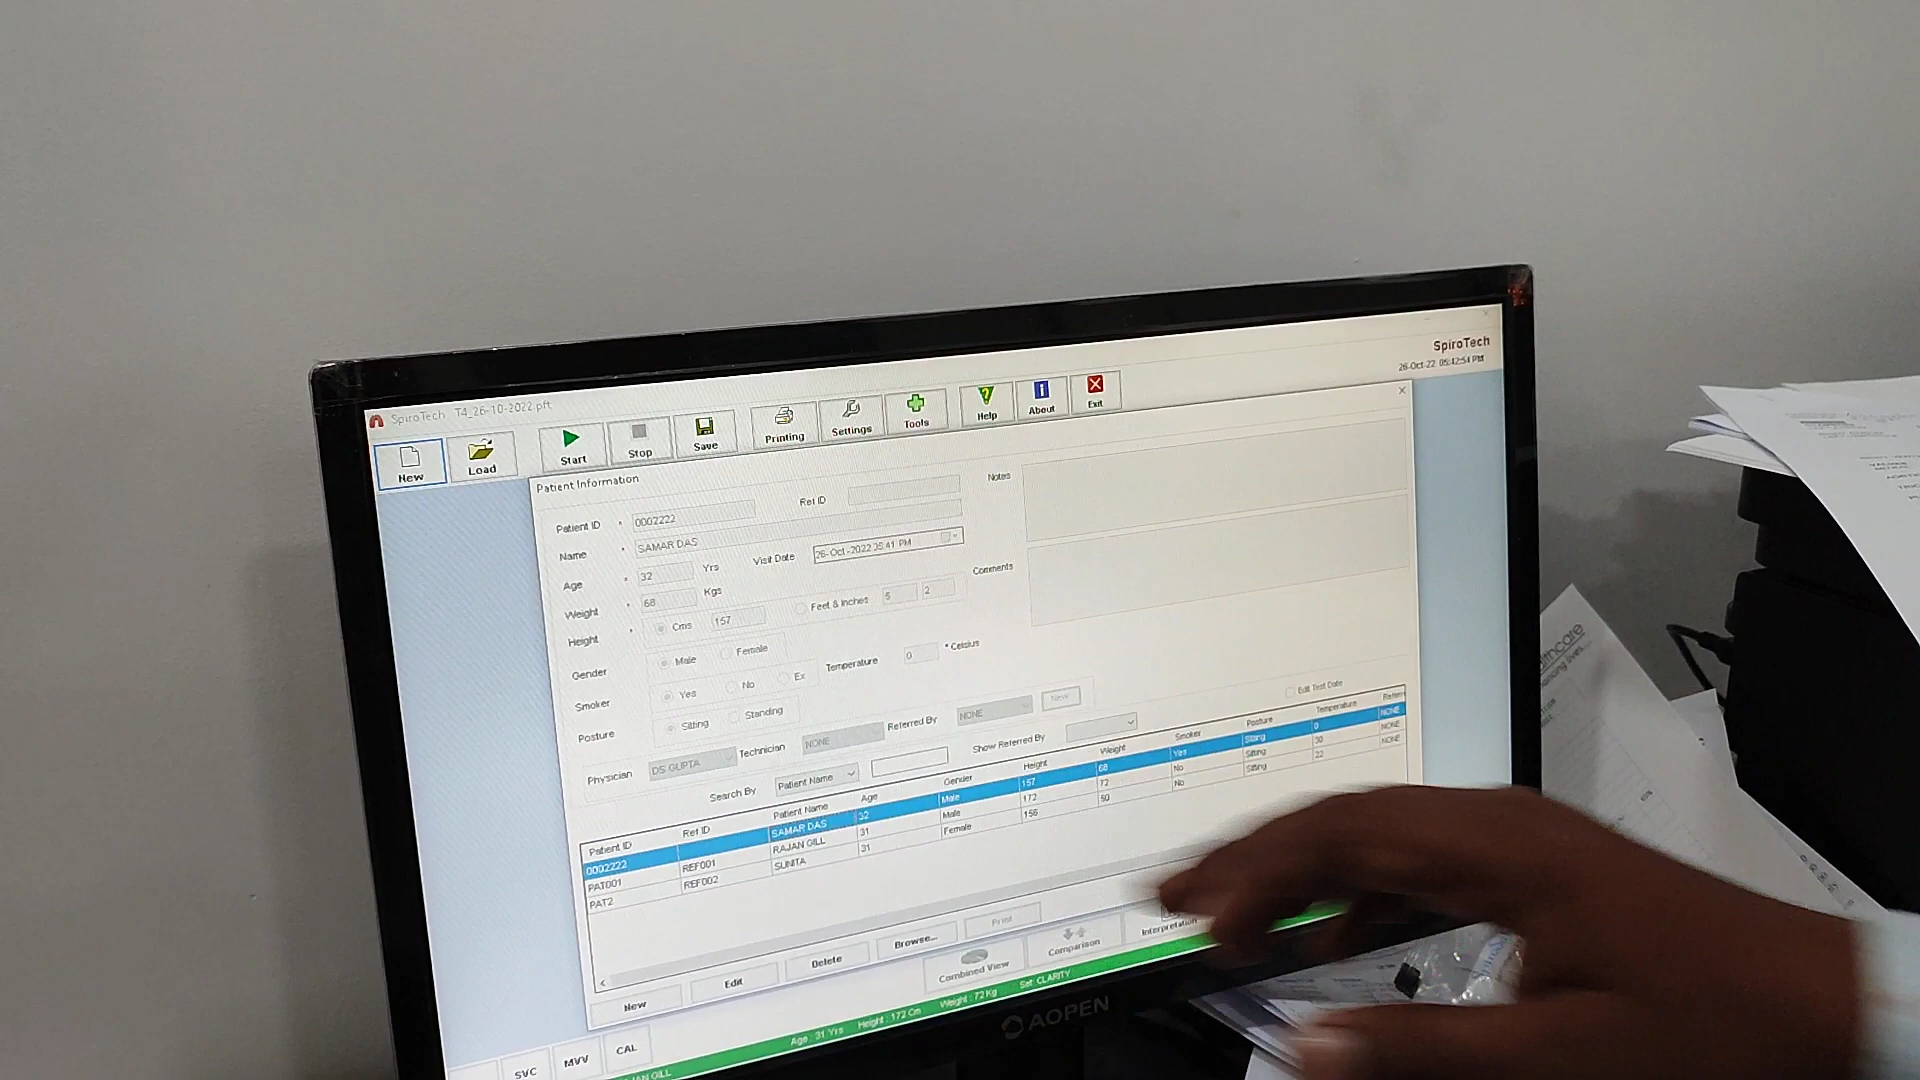 SpiroTech T4_26-10-2022.pft
SpiroTech
26-Oct-22 05:42:54 PM
New Load Start Stop Save Printing Settings Tools Help About Exit
Patient Information
Patient ID * 0002222 Ref ID Notes
Name * SAMAR DAS
Age * 32 Yrs Visit Date 26-Oct-2022 05:41 PM
Weight * 68 Kgs Comments
Height * Cms 157 Feet & Inches 5 2
Gender Male Female
Smoker Yes No Ex Temperature 0 * Celsius
Posture Sitting Standing
Physician DS GUPTA Technician NONE Referred By NONE New
Edit Test Date
Search By Patient Name Show Referred By
Patient ID Ref ID Patient Name Age Gender Height Weight Smoker Posture Temperature
0002222 SAMAR DAS 32 Male 157 68 Yes Sitting 0 NONE
PAT001 REF001 RAJAN GILL 31 Male 172 72 No Sitting 30 NONE
PAT2 REF002 SUNITA 31 Female 156 50 No Sitting 22 NONE
New Edit Delete Browse... Print
Combined View Comparison Interpretation
SVC MVV CAL
GILL Age : 31 Yrs Height : 172 Cm Weight : 72 Kg Set: CLARITY
AOPEN